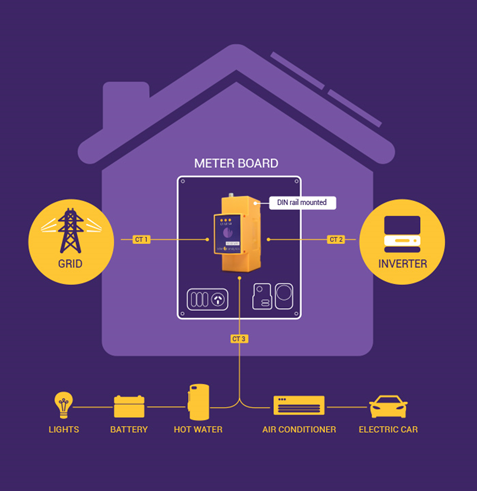 METER BOARD
DIN rail mounted
GRID
CT 1
CT 2
INVERTER
CT 3
LIGHTS
BATTERY
HOT WATER
AIR CONDITIONER
ELECTRIC CAR